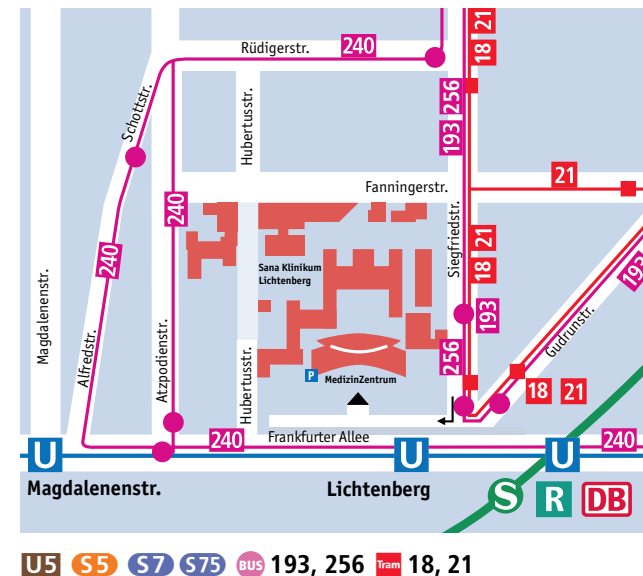 21
18
Rüdigerstr.
240
Schottstr.
Hubertusstr.
256
193
21
Fanningerstr.
240
Siegfriedstr.
21
18
Sana Klinikum
Lichtenberg
240
Magdalenenstr.
193
193
Gudrunstr.
Alfredstr.
Atzpodienstr.
Hubertusstr.
256
P
MedizinZentrum
18
21
240
Frankfurter Allee
240
U
U
U
Magdalenenstr.
Lichtenberg
S
R
DB
U5 S5 S7 S75 BUS 193, 256 Tram 18, 21